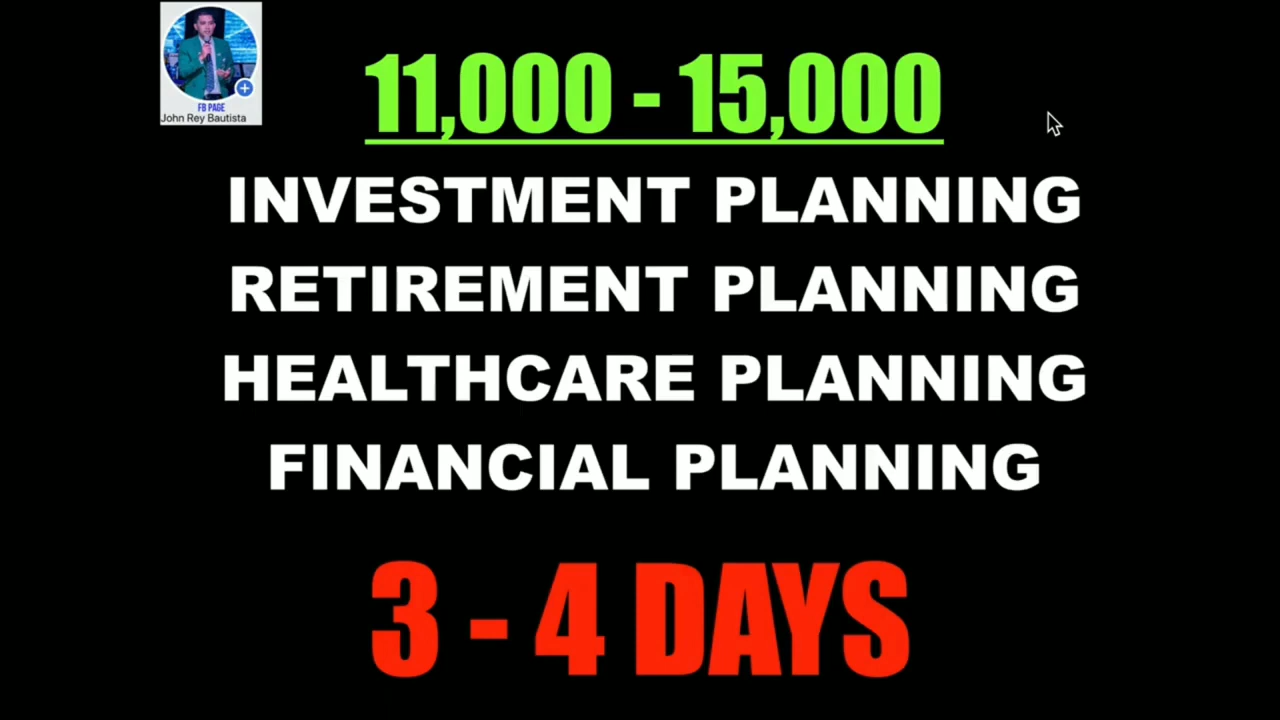 FB PAGE
John Rey Bautista
11,000 - 15,000
INVESTMENT PLANNING
RETIREMENT PLANNING
HEALTHCARE PLANNING
FINANCIAL PLANNING
3 - 4 DAYS